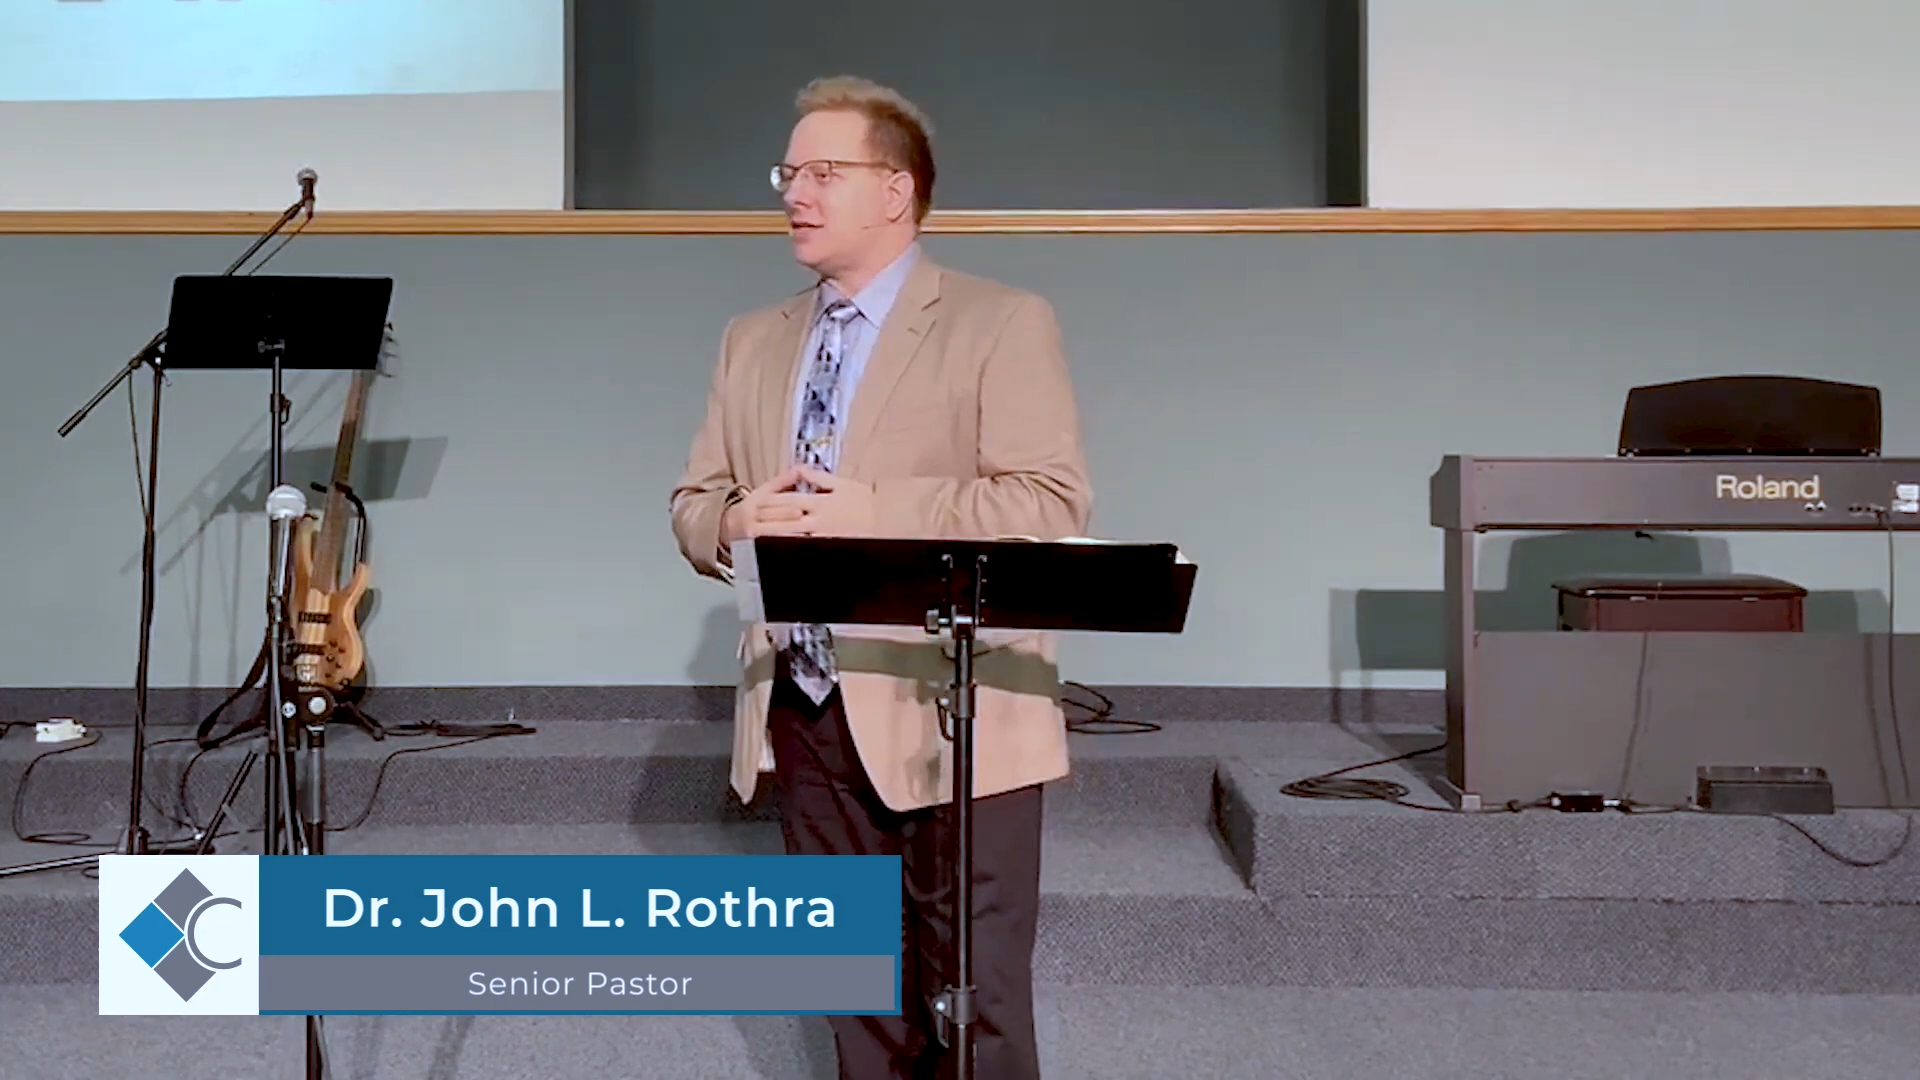 Roland
C
Dr. John L. Rothra
Senior Pastor